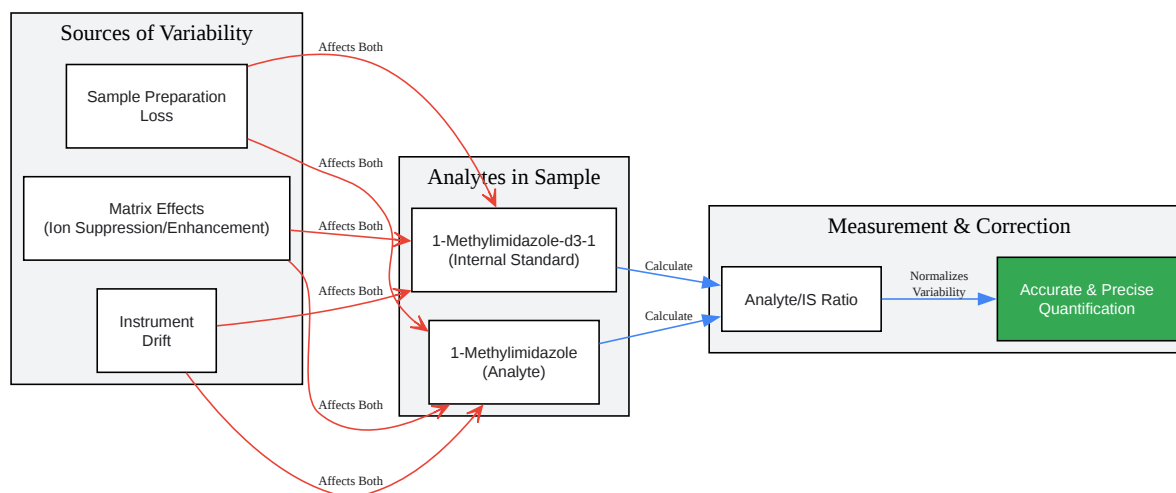 Sources of Variability
Sample Preparation
Loss
Matrix Effects
(Ion Suppression/Enhancement)
Instrument
Drift
Affects Both
Affects Both
Affects Both
Affects Both
Affects Both
Affects Both
Analytes in Sample
1-Methylimidazole-d3-1
(Internal Standard)
1-Methylimidazole
(Analyte)
Calculate
Calculate
Measurement & Correction
Analyte/IS Ratio
Normalizes
Variability
Accurate & Precise
Quantification